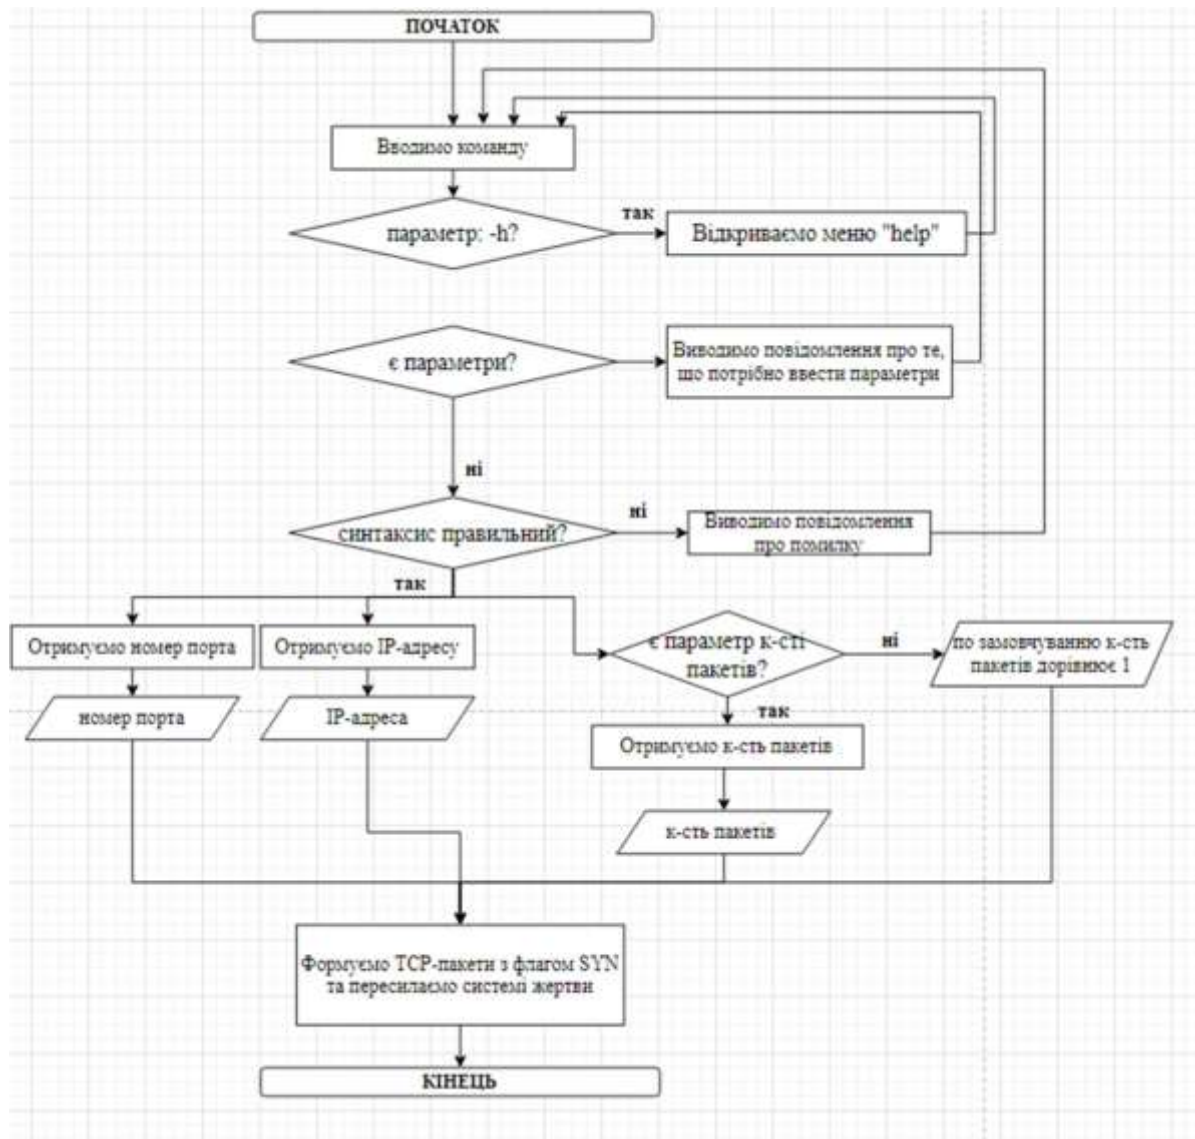 ПОЧАТОК
Вводимо команду
параметр: -h?
так
Відкриваємо меню "help"
є параметри?
Виводимо повідомлення про те,
що потрібно ввести параметри
ні
синтаксис правильний?
ні
Виводимо повідомлення
про помилку
так
Отримуємо номер порта
Отримуємо IP-адресу
є параметр к-сті
пакетів?
ні
по замовчуванню к-сть
пакетів дорівнює 1
номер порта
IP-адреса
так
Отримуємо к-сть пакетів
к-сть пакетів
Формуємо TCP-пакети з флагом SYN
та пересилаємо системі жертви
КІНЕЦЬ